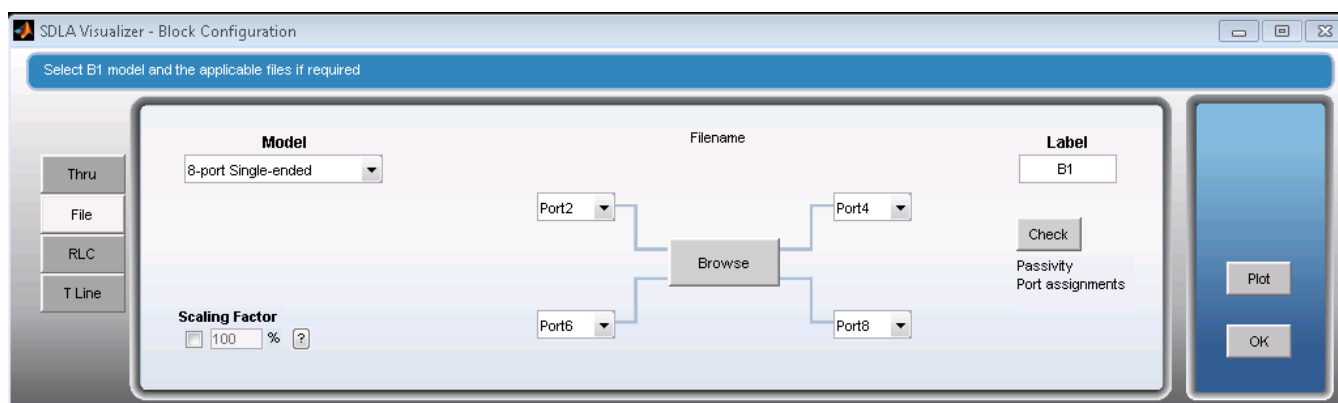 SDLA Visualizer - Block Configuration
Select B1 model and the applicable files if required
Thru
File
RLC
T Line
Model
8-port Single-ended
Scaling Factor
100 % ?
Filename
Port2
Port4
Browse
Port6
Port8
Label
B1
Check
Passivity
Port assignments
Plot
OK